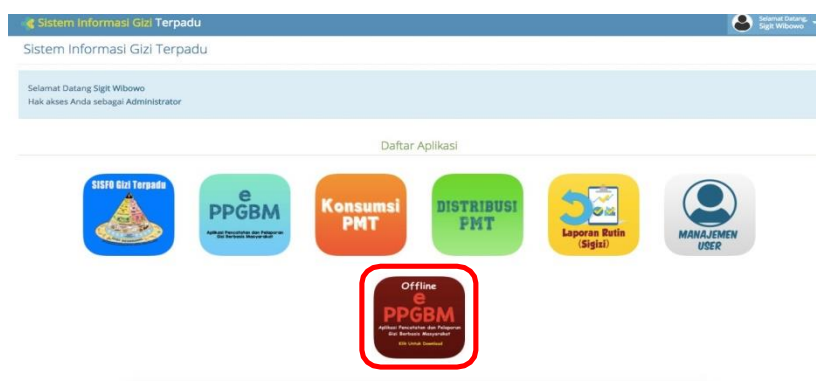 Sistem Informasi Gizi Terpadu
Selamat Datang,
Sigit Wibowo
Sistem Informasi Gizi Terpadu
Selamat Datang Sigit Wibowo
Hak akses Anda sebagai Administrator
Daftar Aplikasi
SISFO Gizi Terpadu
e
PPGBM
Aplikasi Pencatatan dan Pelaporan
Gizi Berbasis Masyarakat
Konsumsi
PMT
DISTRIBUSI
PMT
Laporan Rutin
(Sigizi)
MANAJEMEN
USER
Offline
e
PPGBM
Aplikasi Pencatatan dan Pelaporan
Gizi Berbasis Masyarakat
Klik Untuk Download